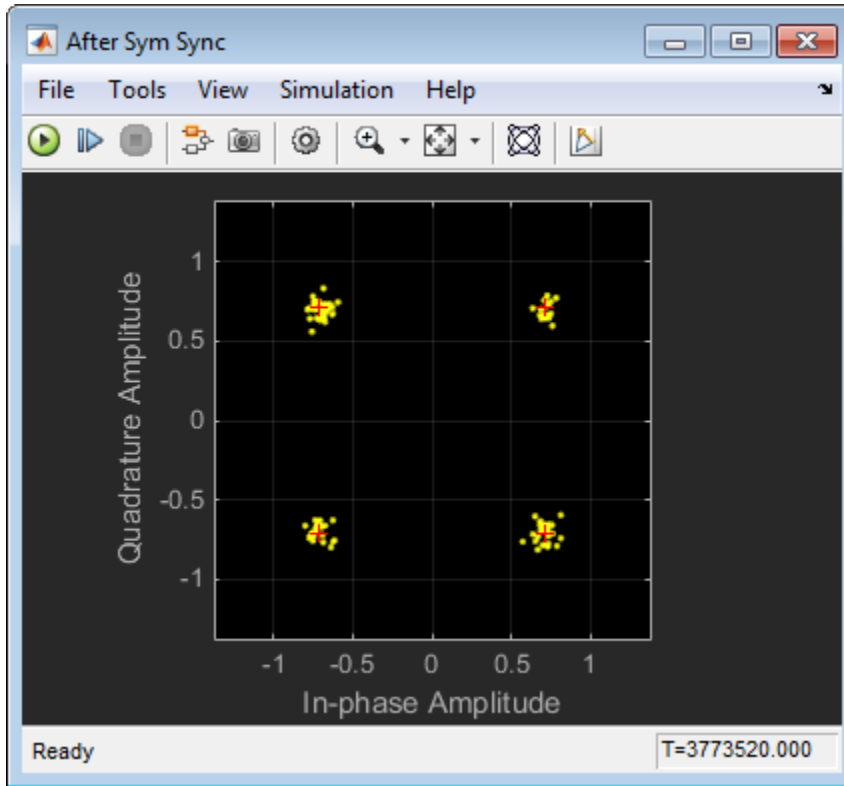 After Sym Sync
File Tools View Simulation Help
Quadrature Amplitude
1
0.5
0
-0.5
-1
-1 -0.5 0 0.5 1
In-phase Amplitude
Ready T=3773520.000